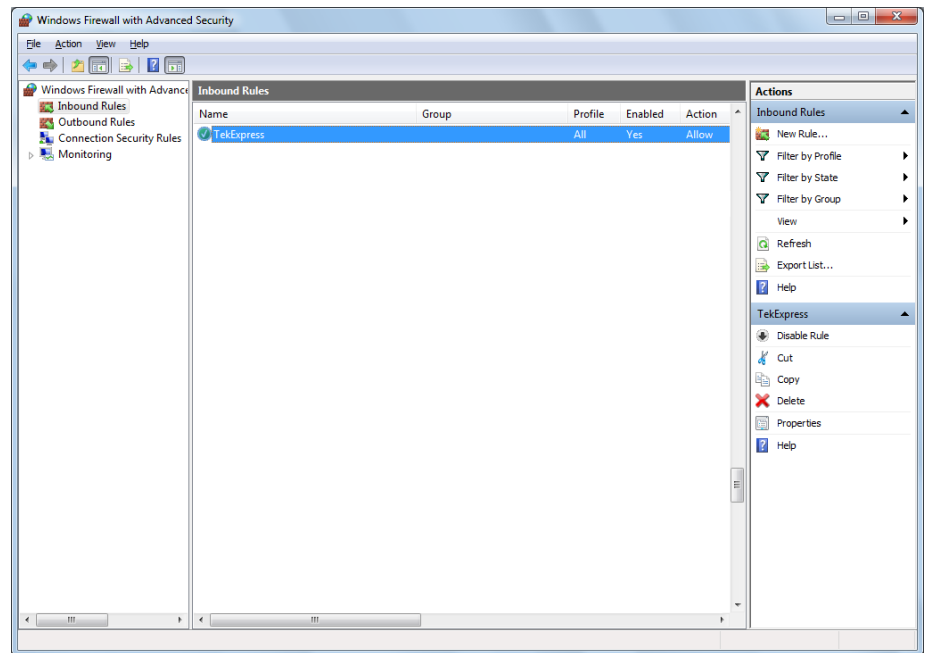 Windows Firewall with Advanced Security
File Action View Help
Windows Firewall with Advance
Inbound Rules
Outbound Rules
Connection Security Rules
Monitoring
Inbound Rules
Name Group Profile Enabled Action
TekExpress All Yes Allow
Actions
Inbound Rules
New Rule...
Filter by Profile
Filter by State
Filter by Group
View
Refresh
Export List...
Help
TekExpress
Disable Rule
Cut
Copy
Delete
Properties
Help